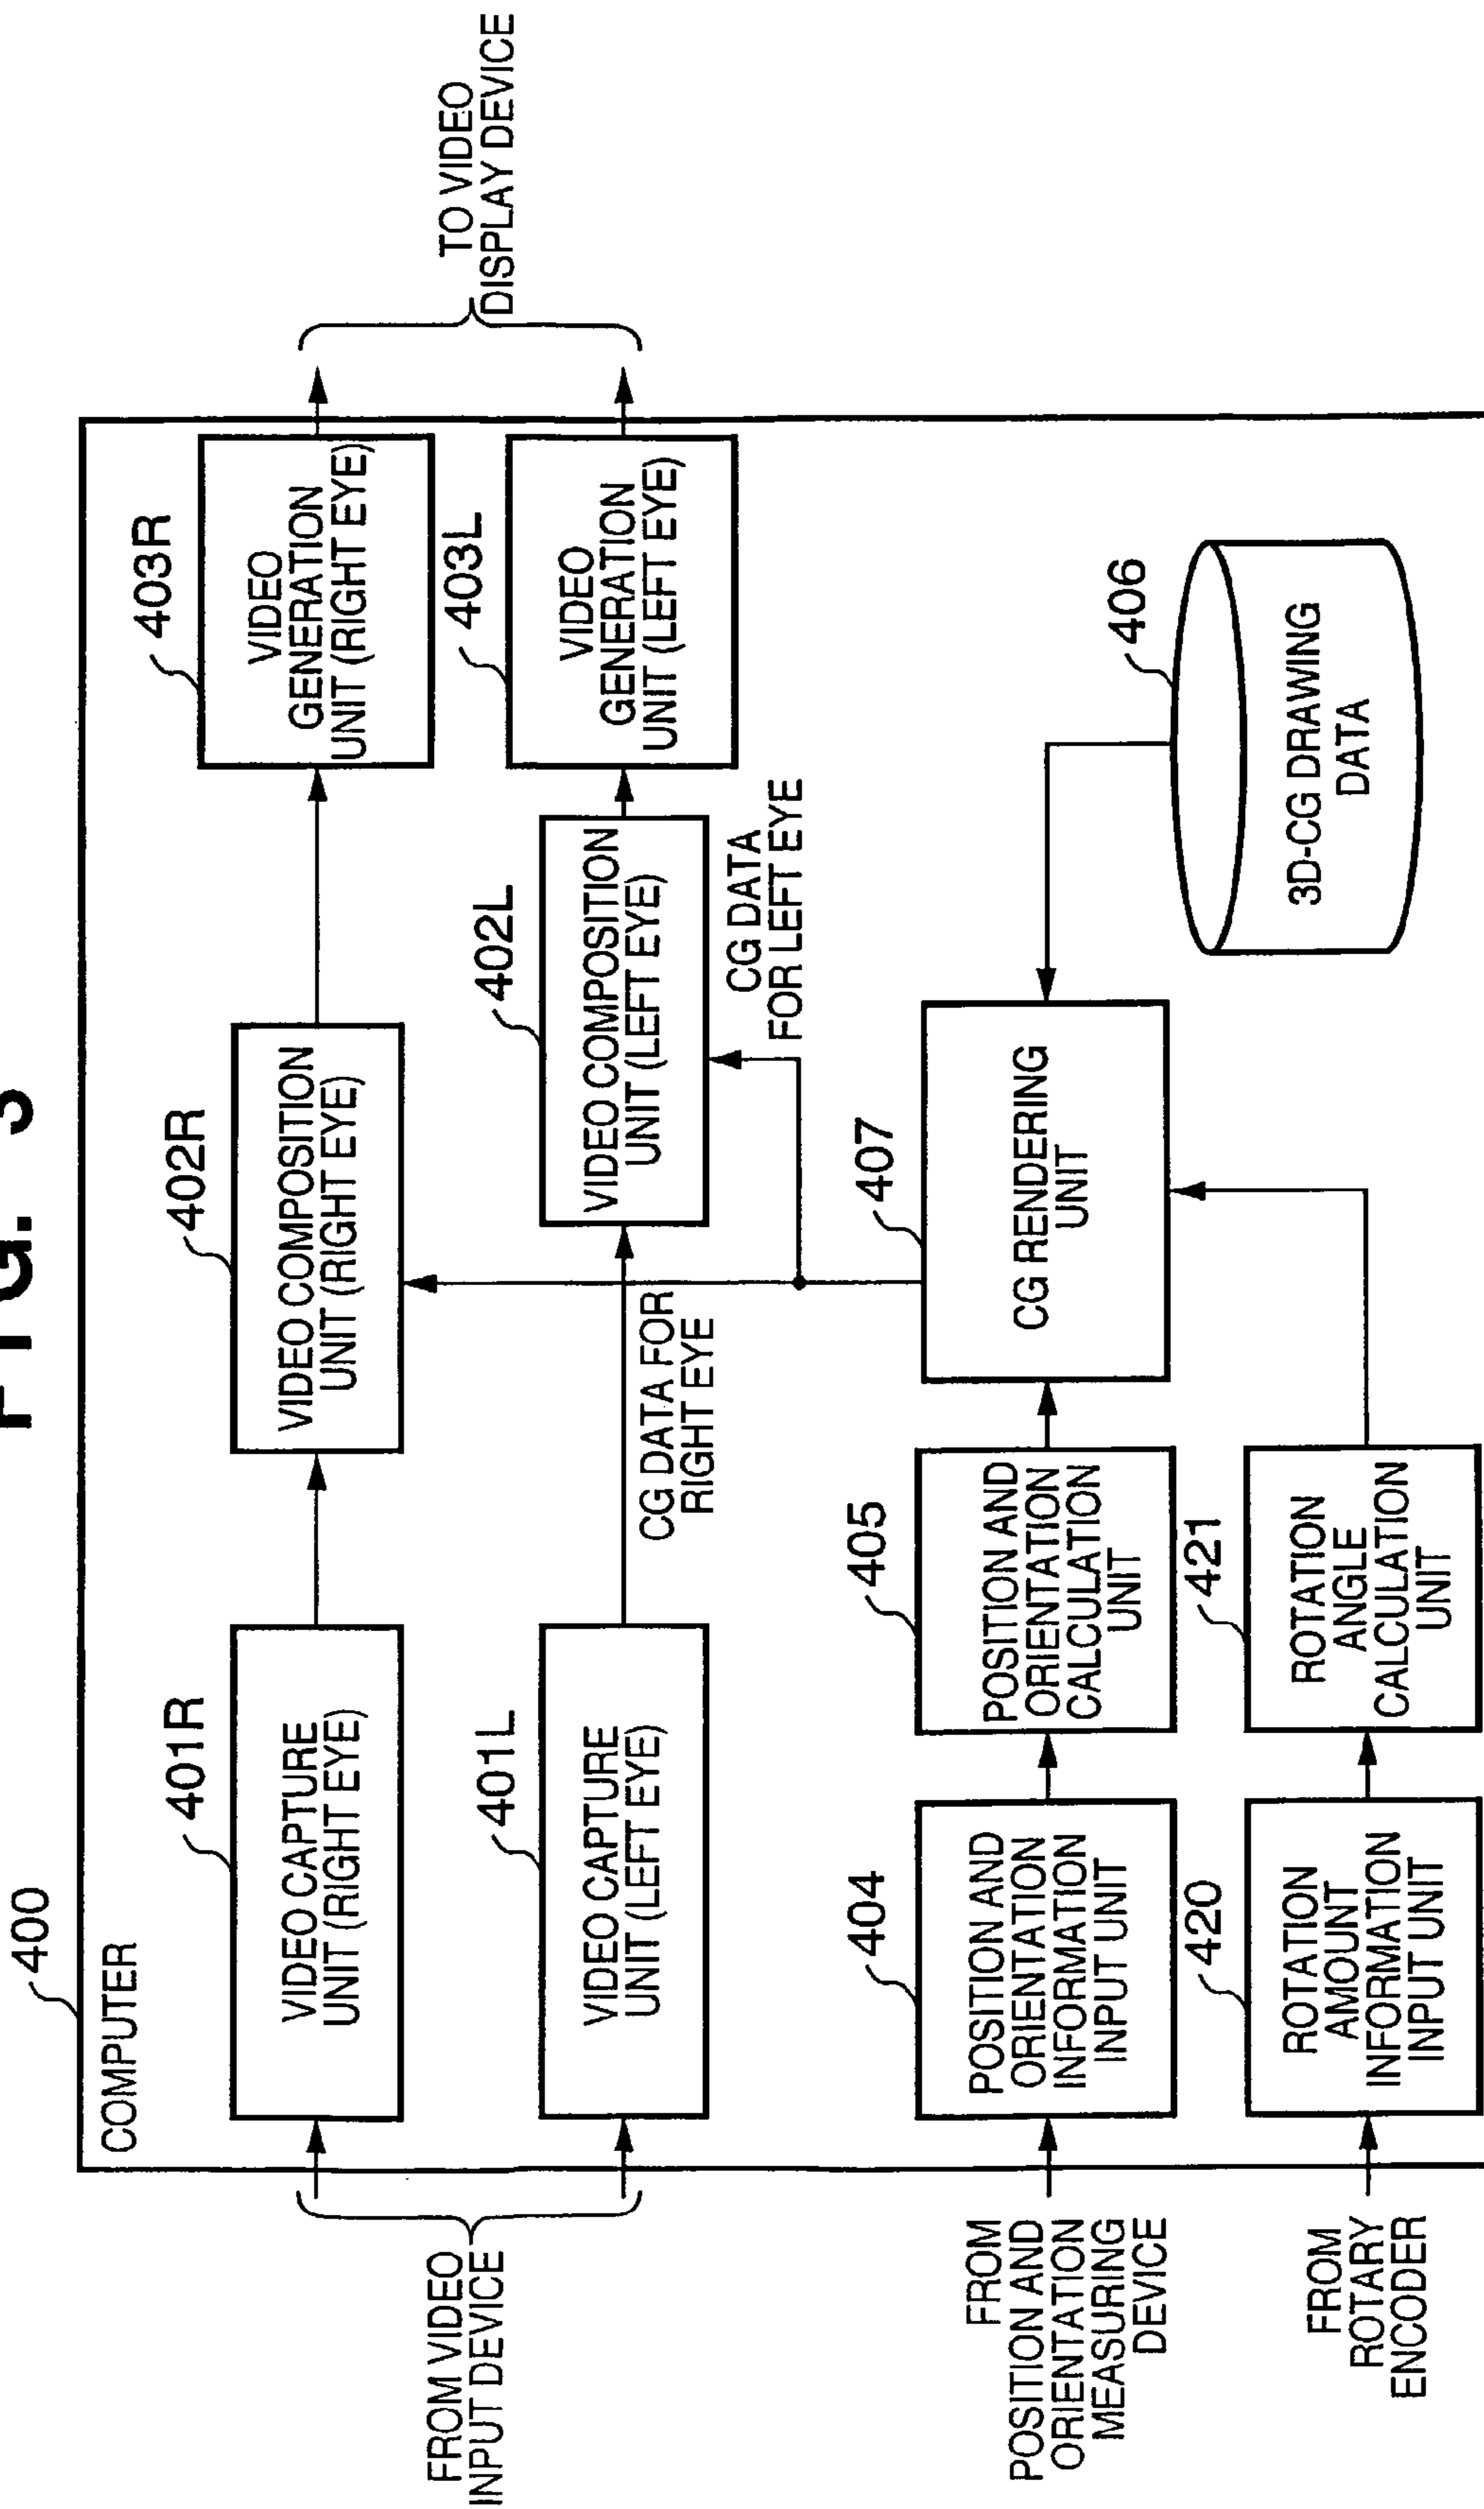 FIG.
400
COMPUTER
FROM VIDEO
INPUT DEVICE
401R
VIDEO CAPTURE
UNIT (RIGHT EYE)
402R
VIDEO COMPOSITION
UNIT (RIGHT EYE)
403R
VIDEO
GENERATION
UNIT (RIGHT EYE)
TO VIDEO
DISPLAY DEVICE
401L
VIDEO CAPTURE
UNIT (LEFT EYE)
402L
VIDEO COMPOSITION
UNIT (LEFT EYE)
403L
VIDEO
GENERATION
UNIT (LEFT EYE)
CG DATA FOR
RIGHT EYE
CG DATA
FOR LEFT EYE
FROM
POSITION AND
ORIENTATION
MEASURING
DEVICE
404
POSITION AND
ORIENTATION
INFORMATION
INPUT UNIT
405
POSITION AND
ORIENTATION
CALCULATION
UNIT
407
CG RENDERING
UNIT
406
3D-CG DRAWING
DATA
FROM
ROTARY
ENCODER
420
ROTATION
AMOUNT
INFORMATION
INPUT UNIT
421
ROTATION
ANGLE
CALCULATION
UNIT